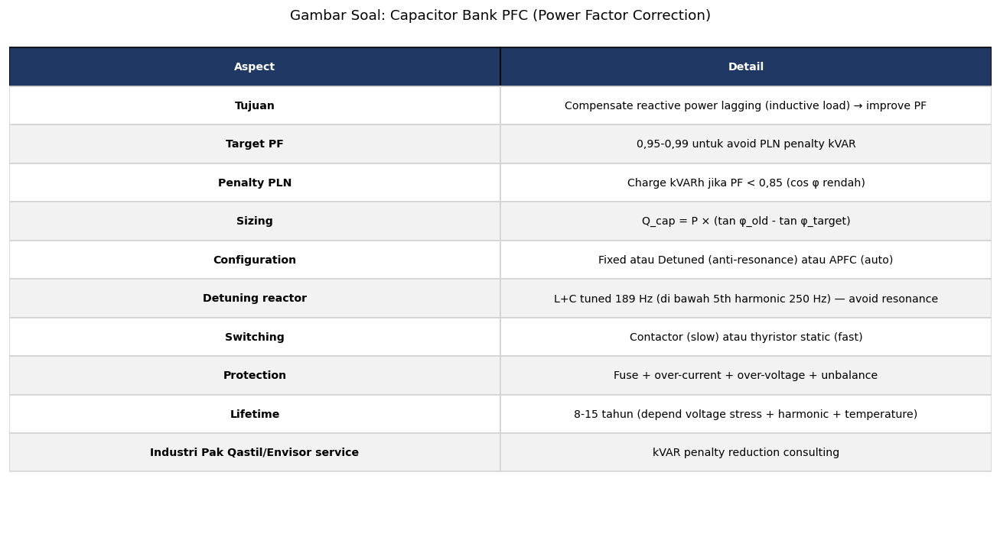 Gambar Soal: Capacitor Bank PFC (Power Factor Correction)
Aspect Detail
Tujuan Compensate reactive power lagging (inductive load) → improve PF
Target PF 0,95-0,99 untuk avoid PLN penalty kVAR
Penalty PLN Charge kVARh jika PF < 0,85 (cos φ rendah)
Sizing Q_cap = P × (tan φ_old - tan φ_target)
Configuration Fixed atau Detuned (anti-resonance) atau APFC (auto)
Detuning reactor L+C tuned 189 Hz (di bawah 5th harmonic 250 Hz) — avoid resonance
Switching Contactor (slow) atau thyristor static (fast)
Protection Fuse + over-current + over-voltage + unbalance
Lifetime 8-15 tahun (depend voltage stress + harmonic + temperature)
Industri Pak Qastil/Envisor service kVAR penalty reduction consulting